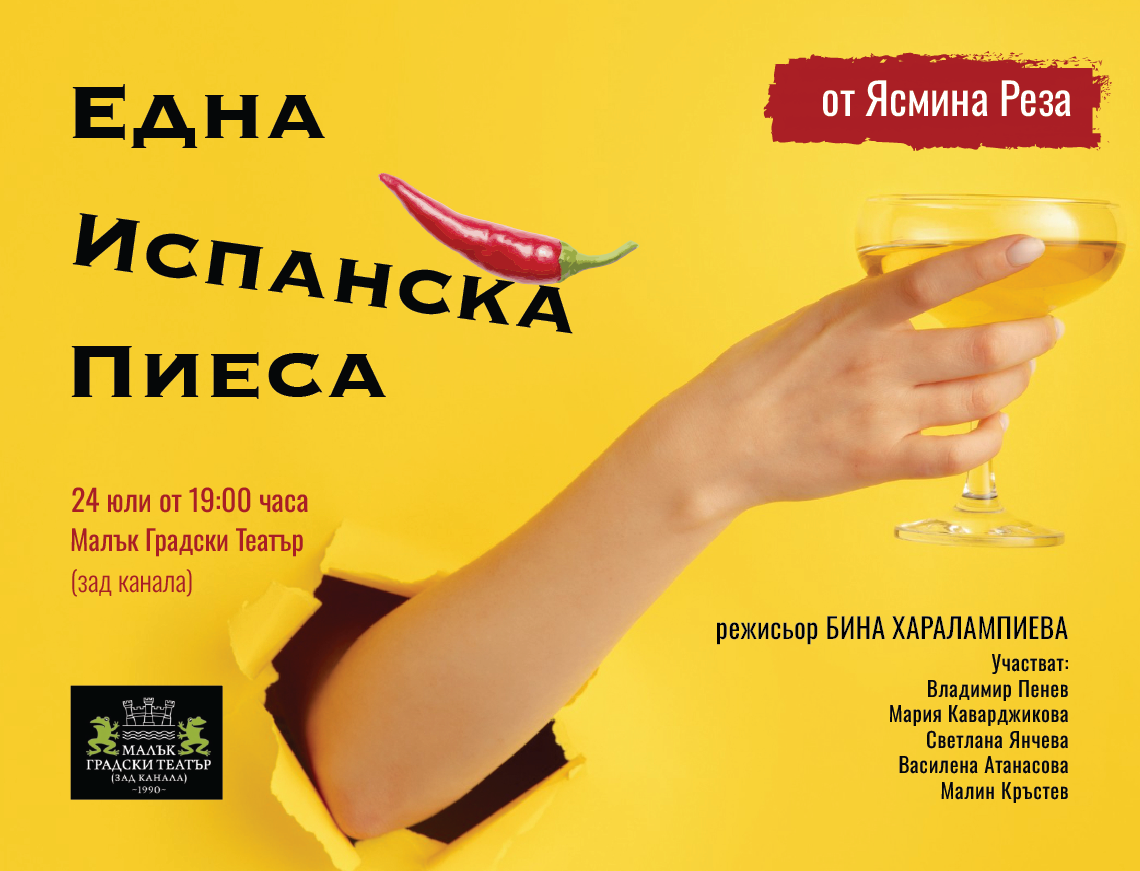 Една
Испанска
Пиеса
от Ясмина Реза
24 юли от 19:00 часа
Малък Градски Театър
(зад канала)
режисьор БИНА ХАРАЛАМПИЕВА
Участват:
Владимир Пенев
Мария Каварджикова
Светлана Янчева
Василена Атанасова
Малин Кръстев
МАЛЪК
ГРАДСКИ ТЕАТЪР
(ЗАД КАНАЛА)
-1990-